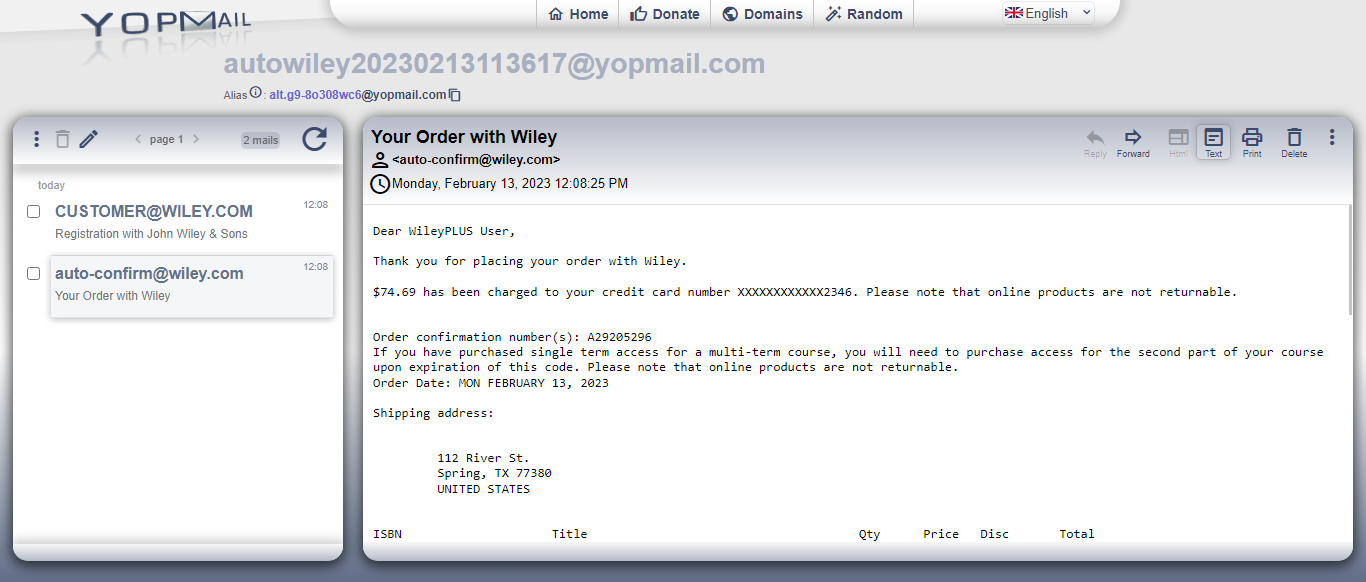 YOPMAIL
Home
Donate
Domains
Random
English
autowiley20230213113617@yopmail.com
Alias : alt.g9-8o308wc6@yopmail.com
page 1
2 mails
today
CUSTOMER@WILEY.COM 12:08
Registration with John Wiley & Sons
auto-confirm@wiley.com 12:08
Your Order with Wiley
Your Order with Wiley
<auto-confirm@wiley.com>
Monday, February 13, 2023 12:08:25 PM
Reply
Forward
Html
Text
Print
Delete
Dear WileyPLUS User,
Thank you for placing your order with Wiley.
$74.69 has been charged to your credit card number XXXXXXXXXXXX2346. Please note that online products are not returnable.
Order confirmation number(s): A29205296
If you have purchased single term access for a multi-term course, you will need to purchase access for the second part of your course
upon expiration of this code. Please note that online products are not returnable.
Order Date: MON FEBRUARY 13, 2023
Shipping address:
112 River St.
Spring, TX 77380
UNITED STATES
ISBN Title Qty Price Disc Total